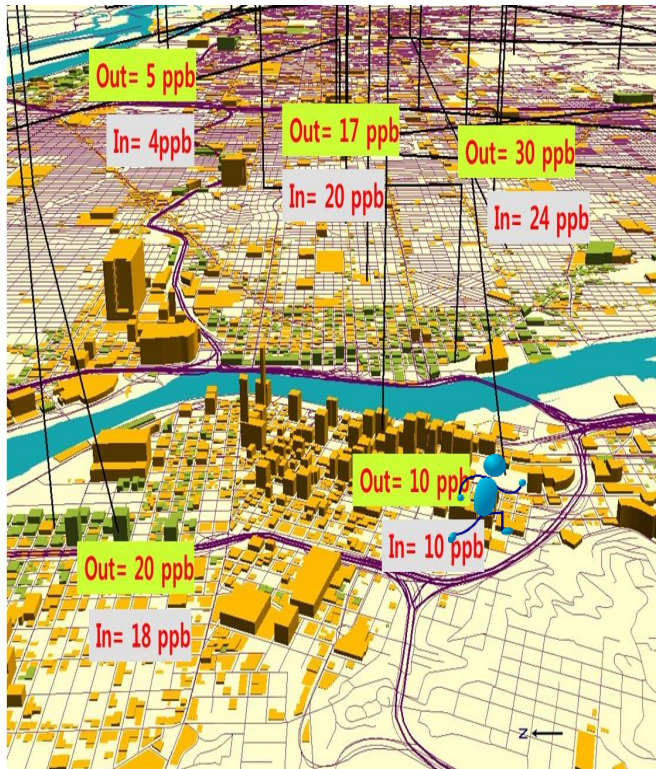 Out= 5 ppb
In= 4ppb
Out= 17 ppb
In= 20 ppb
Out= 30 ppb
In= 24 ppb
Out= 10 ppb
In= 10 ppb
Out= 20 ppb
In= 18 ppb
Z